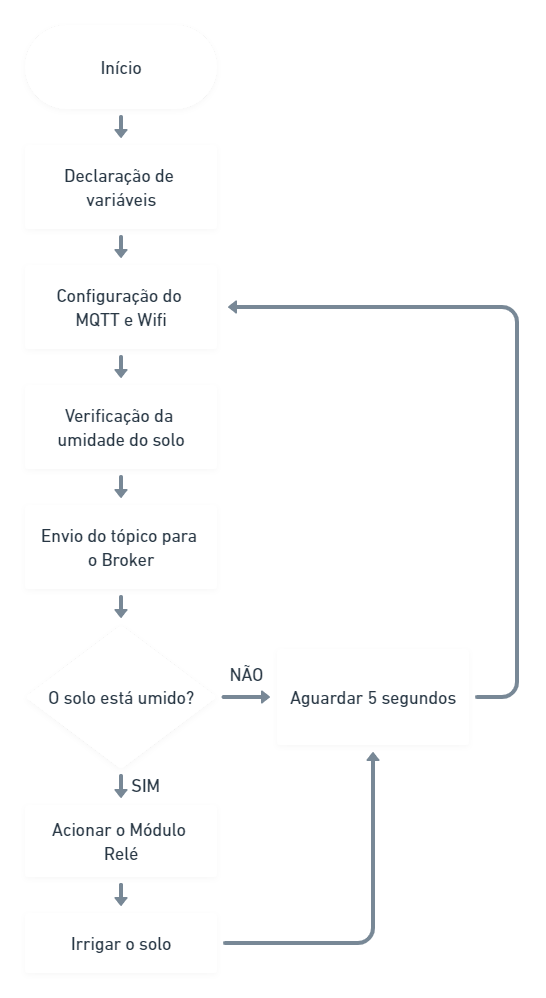 Início
Declaração de
variáveis
Configuração do
MQTT e Wifi
Verificação da
umidade do solo
Envio do tópico para
o Broker
O solo está umido?
NÃO
Aguardar 5 segundos
SIM
Acionar o Módulo
Relé
Irrigar o solo